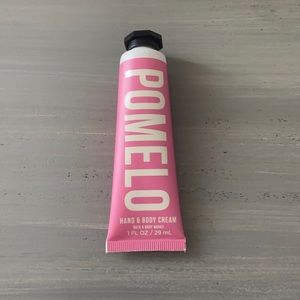 POMELO
HAND & BODY CREAM
BATH & BODY WORKS
1 FL OZ / 29 mL